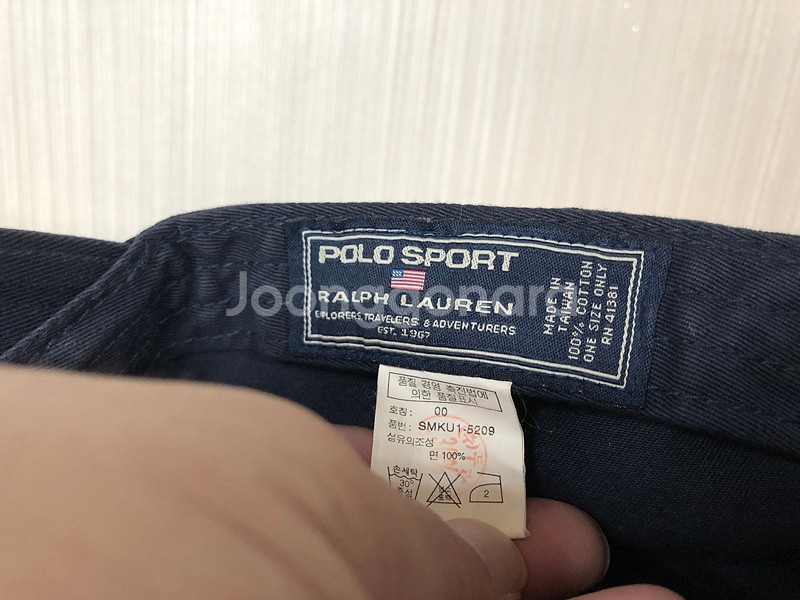 POLO SPORT
RALPH LAUREN
EXPLORERS, TRAVELERS & ADVENTURERS
EST. 1967
MADE IN
TAIWAN
100% COTTON
ONE SIZE ONLY
RN 41381
Joonggonara
품질 경영 촉진법에
의한 품질표시
호칭: 00
품번: SMKU1-5209
섬유의조성
면 100%
손세탁
30°
중성
2